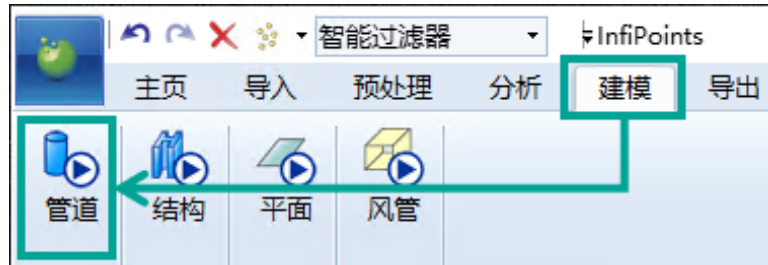 智能过滤器 InfiPoints
主页 导入 预处理 分析 建模 导出
管道 结构 平面 风管